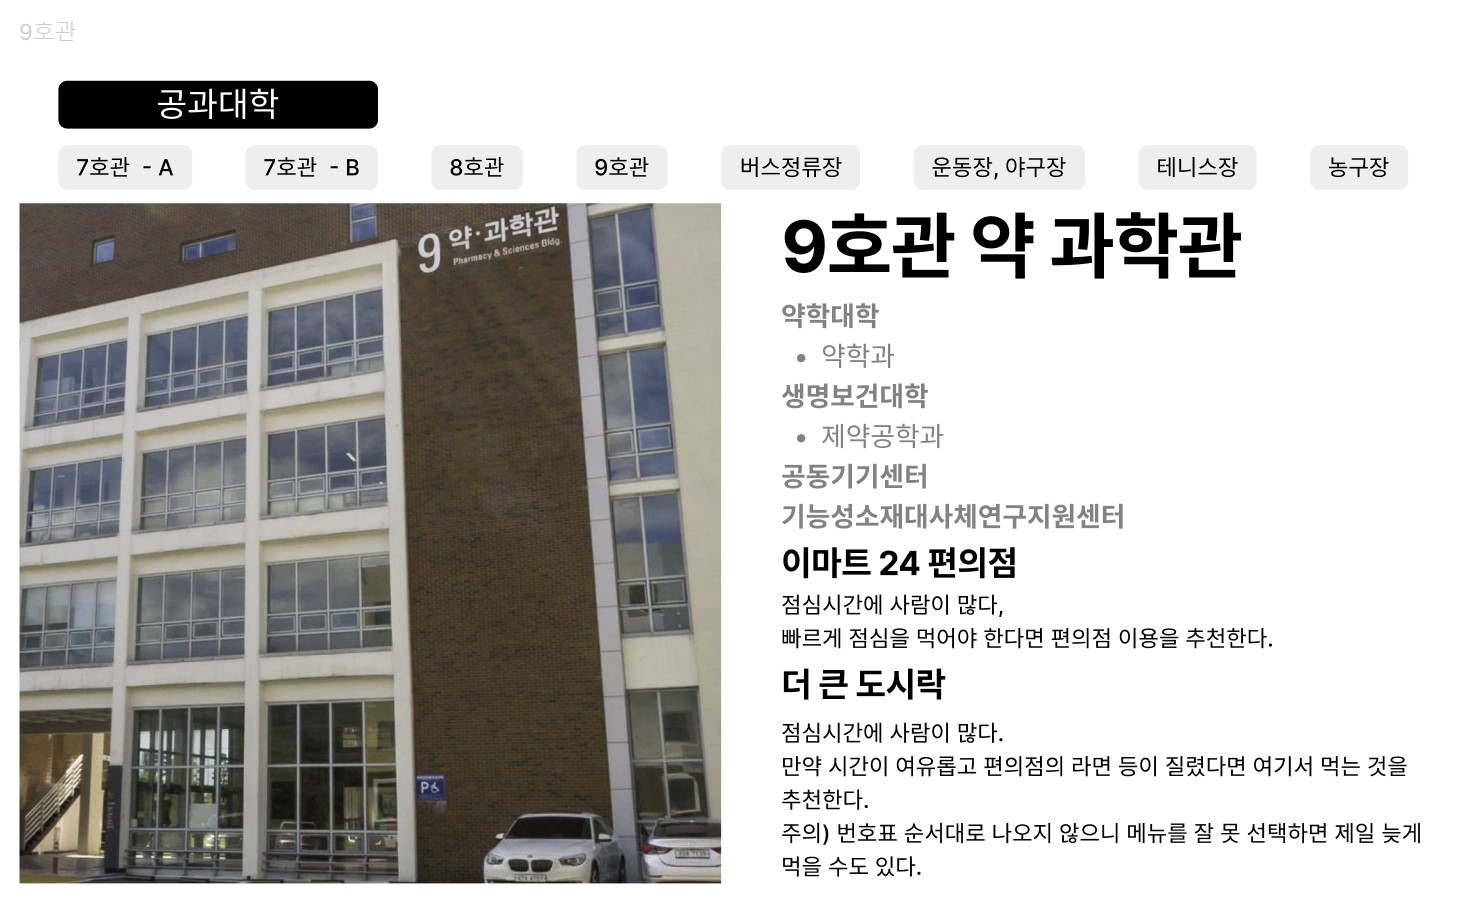 9호관
공과대학
7호관 - A
7호관 - B
8호관
9호관
버스정류장
운동장, 야구장
테니스장
농구장
9 약·과학관
Pharmacy & Sciences Bldg.
P
9호관 약 과학관
약학대학
• 약학과
생명보건대학
• 제약공학과
공동기기센터
기능성소재대사체연구지원센터
이마트 24 편의점
점심시간에 사람이 많다,
빠르게 점심을 먹어야 한다면 편의점 이용을 추천한다.
더 큰 도시락
점심시간에 사람이 많다.
만약 시간이 여유롭고 편의점의 라면 등이 질렸다면 여기서 먹는 것을
추천한다.
주의) 번호표 순서대로 나오지 않으니 메뉴를 잘 못 선택하면 제일 늦게
먹을 수도 있다.